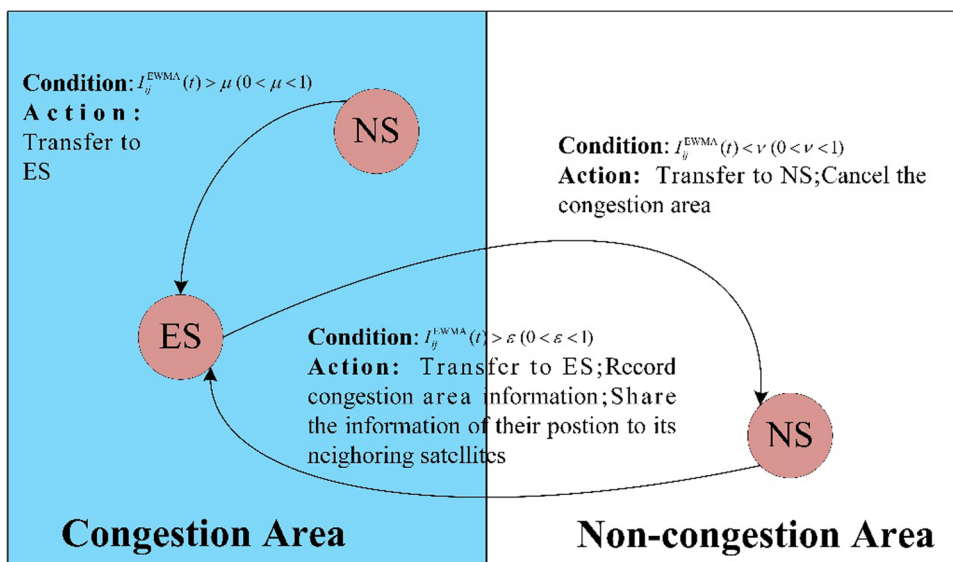 Condition: I_ij^EWMA(t) > μ (0 < μ < 1)
Action:
Transfer to
ES
NS
Condition: I_ij^EWMA(t) < ν (0 < ν < 1)
Action: Transfer to NS;Cancel the
congestion area
ES
Condition: I_ij^EWMA(t) > ε (0 < ε < 1)
Action: Transfer to ES;Record
congestion area information;Share
the information of their postion to its
neighoring satellites
NS
Congestion Area
Non-congestion Area